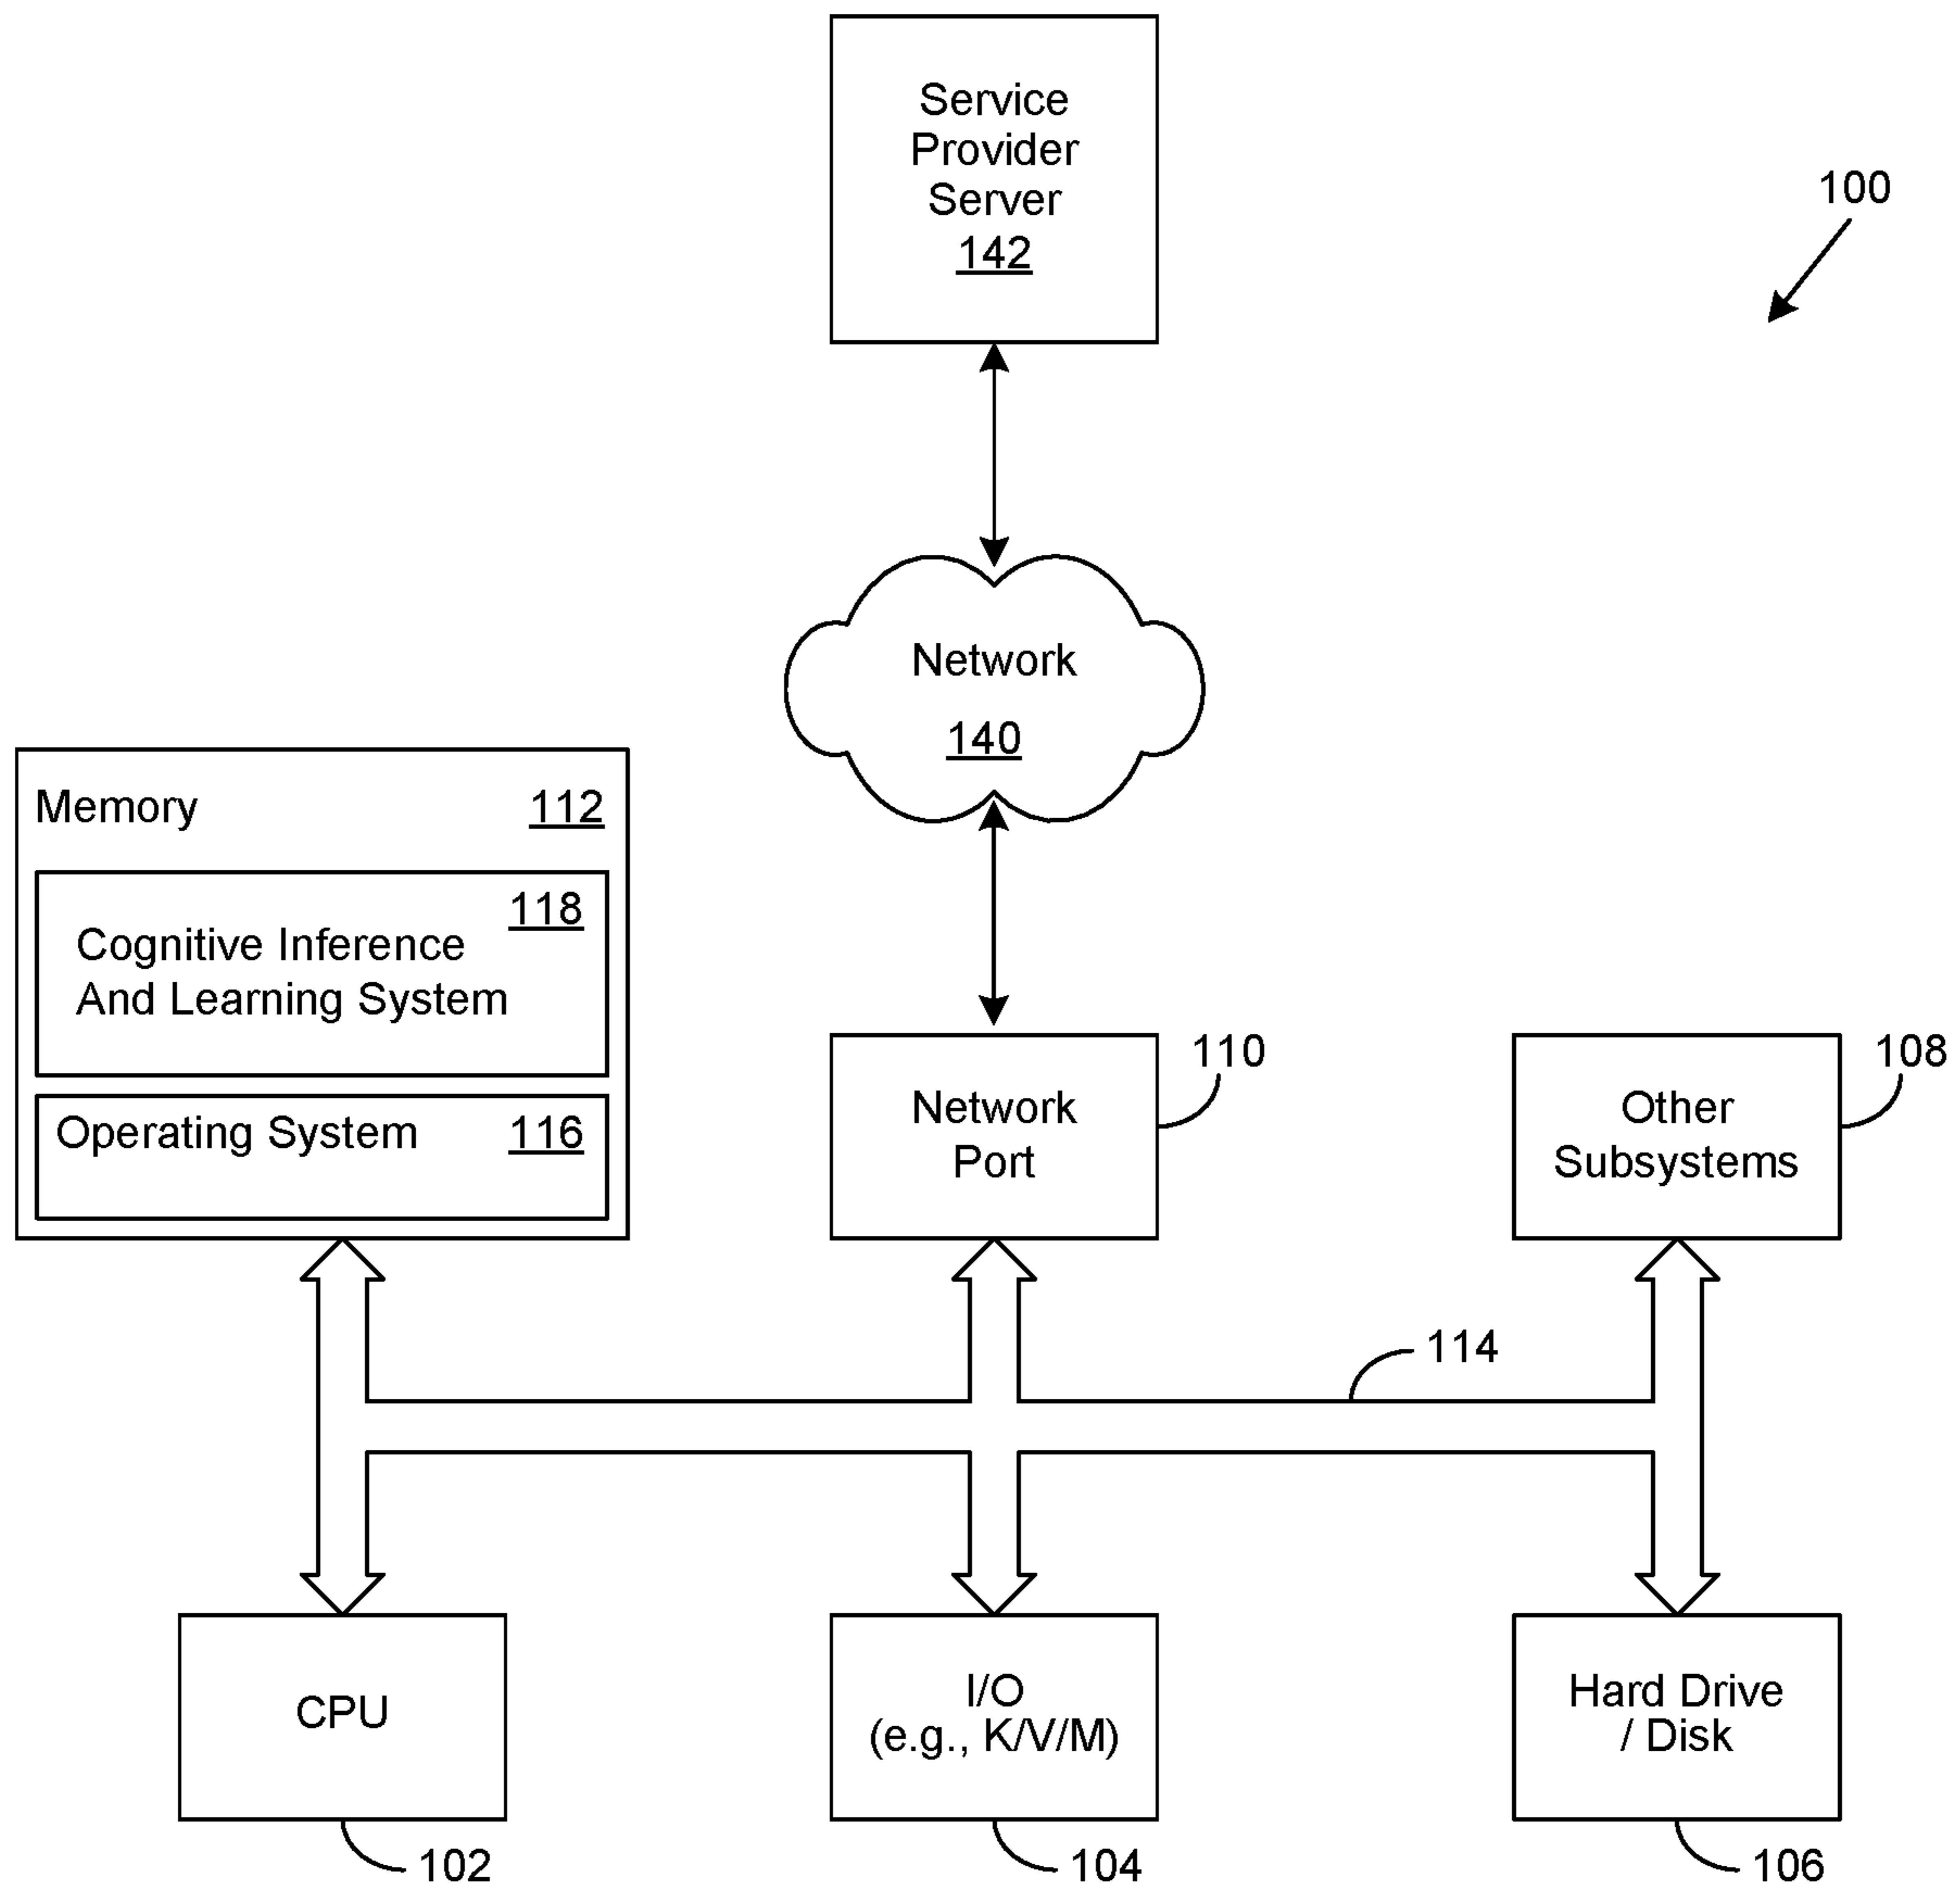 Service
Provider
Server
142
100
Network
140
Memory 112
118
Cognitive Inference
And Learning System
Operating System 116
Network
Port
110
Other
Subsystems
108
114
CPU
102
I/O
(e.g., K/V/M)
104
Hard Drive
/ Disk
106